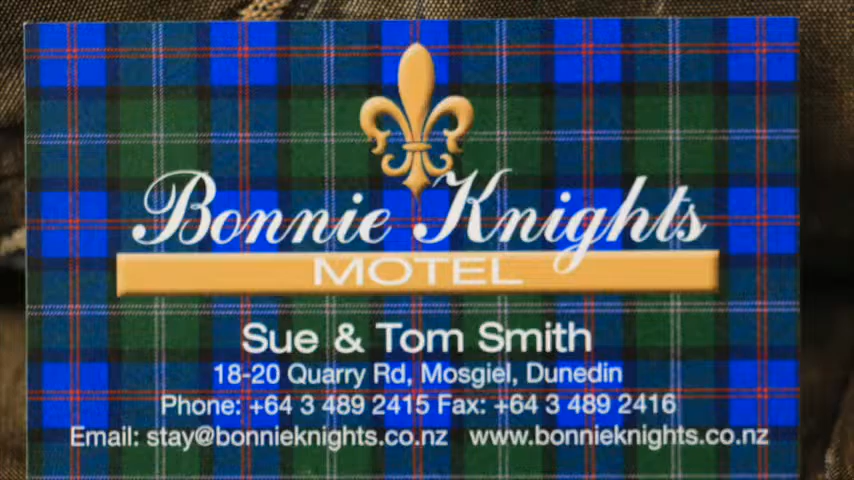 Bonnie Knights
MOTEL
Sue & Tom Smith
18-20 Quarry Rd, Mosgiel, Dunedin
Phone: +64 3 489 2415 Fax: +64 3 489 2416
Email: stay@bonnieknights.co.nz www.bonnieknights.co.nz